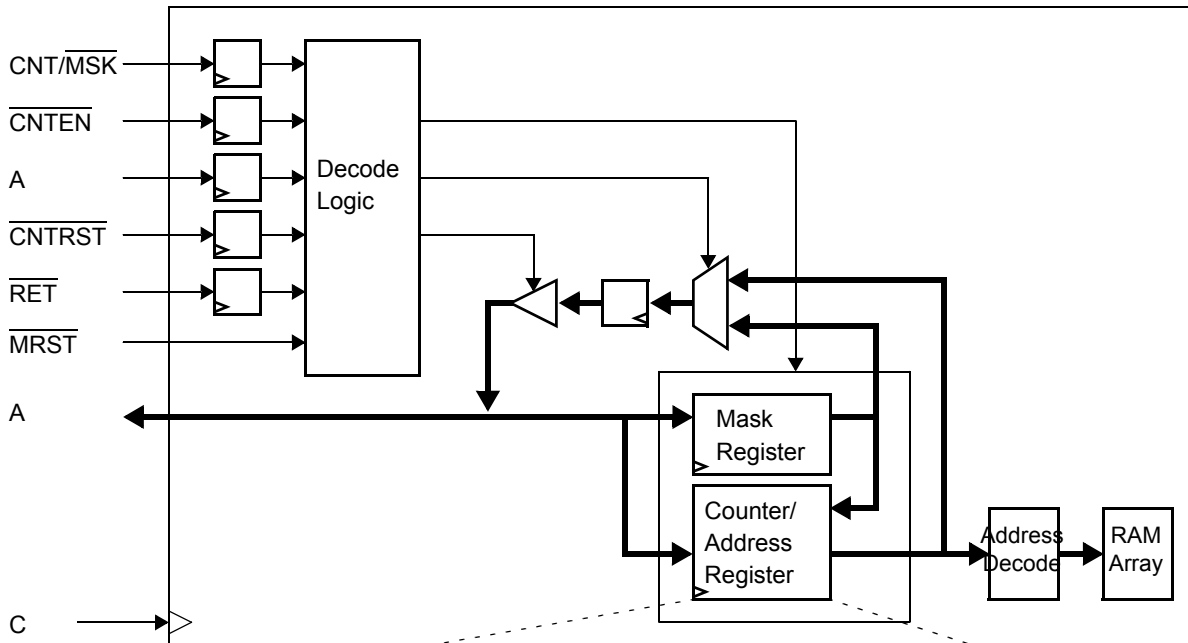 CNT/MSK
CNTEN
A
CNTRST
RET
MRST
A
C
Decode
Logic
Mask
Register
Counter/
Address
Register
Address
Decode
RAM
Array